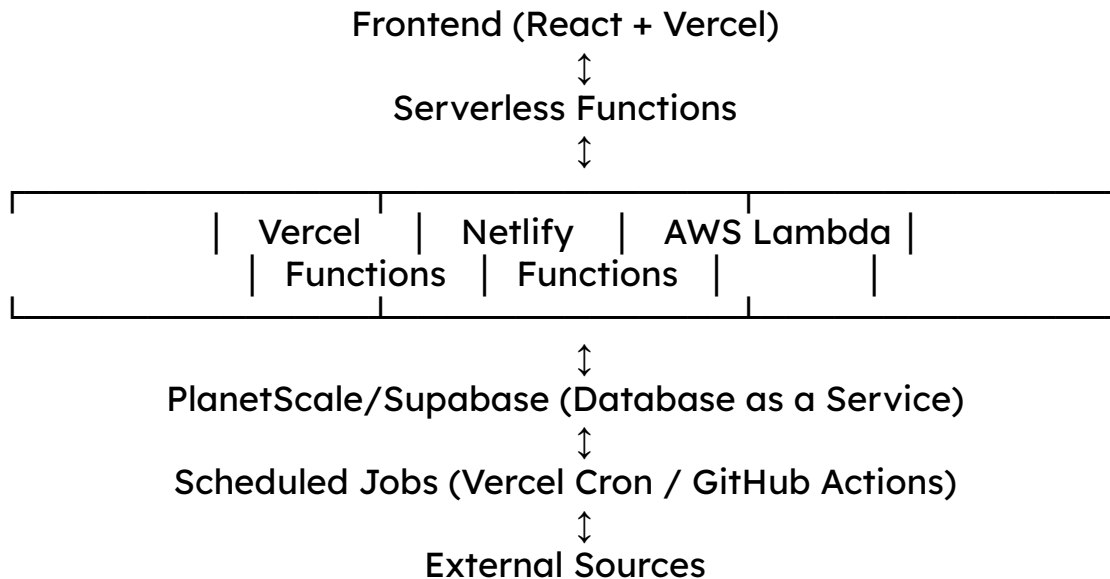 Frontend (React + Vercel)
↕
Serverless Functions
↕
┌─────────┬─────────┬─────────
│ Vercel │ Netlify │ AWS Lambda │
│ Functions │ Functions │ │
└─────────┴─────────┴─────────
↕
PlanetScale/Supabase (Database as a Service)
↕
Scheduled Jobs (Vercel Cron / GitHub Actions)
↕
External Sources